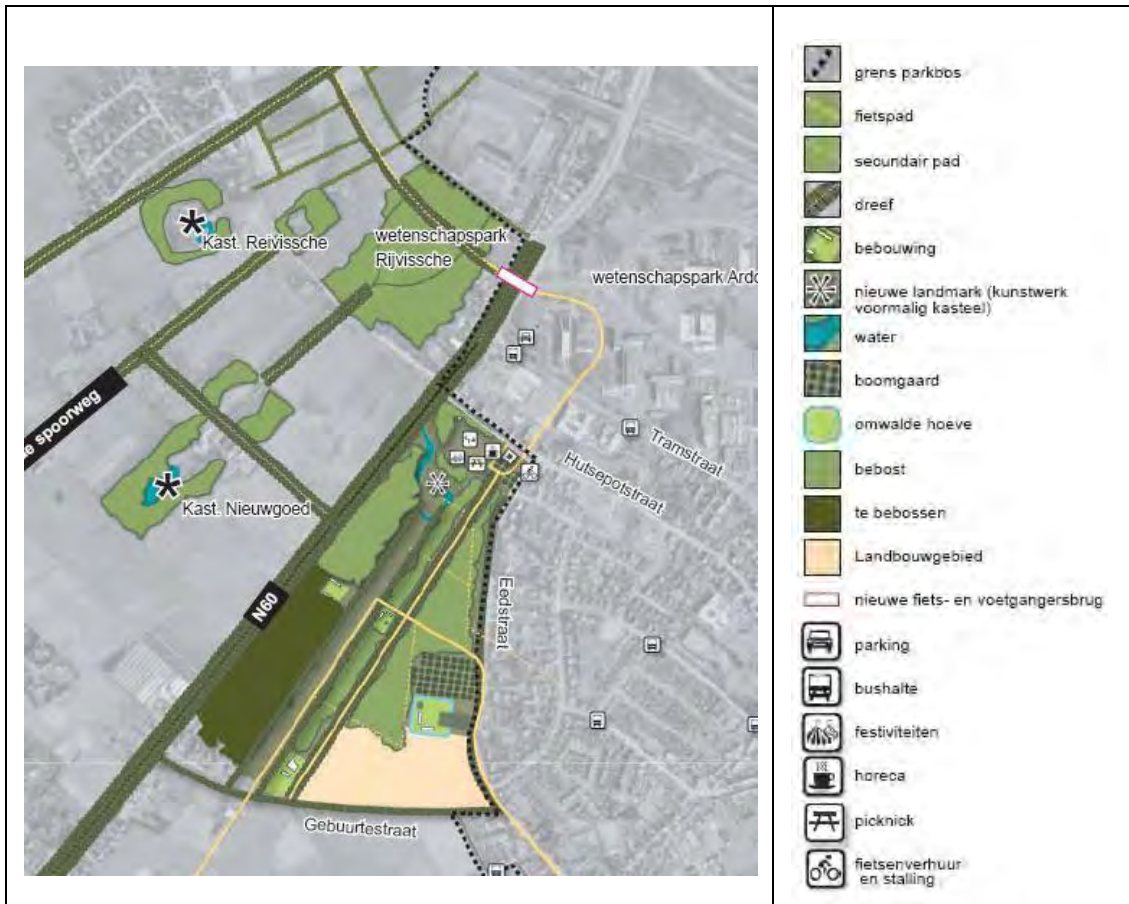 Kast. Reivissche
wetenschapspark
Rijvissche
wetenschapspark Ardo
spoorweg
Kast. Nieuwgoed
N60
Tramstraat
Hutsepotstraat
Eedstraat
Gebuurtestraat
grens parkbos
fietspad
secundair pad
dreef
bebouwing
nieuwe landmark (kunstwerk
voormalig kasteel)
water
boomgaard
omwalde hoeve
bebost
te bebossen
Landbouwgebied
nieuwe fiets- en voetgangersbrug
parking
bushalte
festiviteiten
horeca
picknick
fietsenverhuur
en stalling